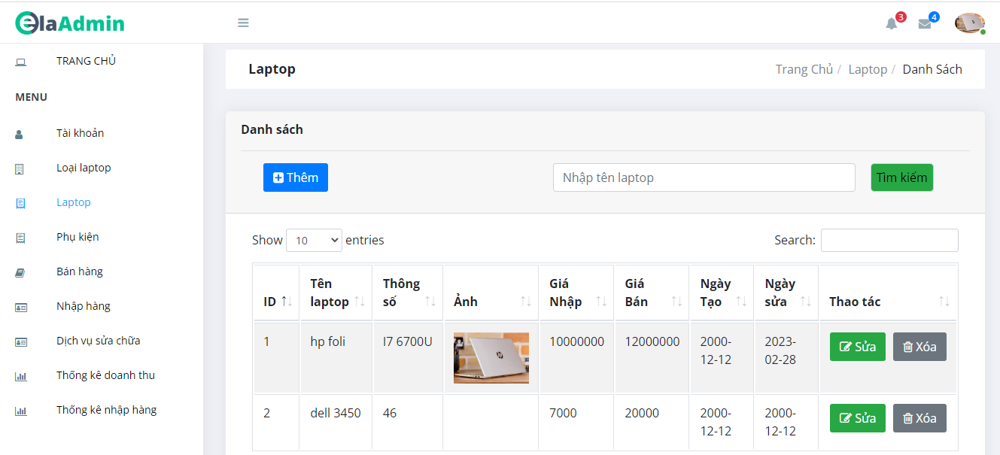 elaAdmin
3
4
TRANG CHỦ
MENU
Tài khoản
Loại laptop
Laptop
Phụ kiện
Bán hàng
Nhập hàng
Dịch vụ sửa chữa
Thống kê doanh thu
Thống kê nhập hàng
Laptop
Trang Chủ / Laptop / Danh Sách
Danh sách
Thêm
Nhập tên laptop
Tìm kiếm
Show 10 entries
Search:
ID
Tên
laptop
Thông
số
Ảnh
Giá
Nhập
Giá
Bán
Ngày
Tạo
Ngày
sửa
Thao tác
1
hp foli
I7 6700U
hp
10000000
12000000
2000-
12-12
2023-
02-28
Sửa
Xóa
2
dell 3450
46
7000
20000
2000-
12-12
2000-
12-12
Sửa
Xóa